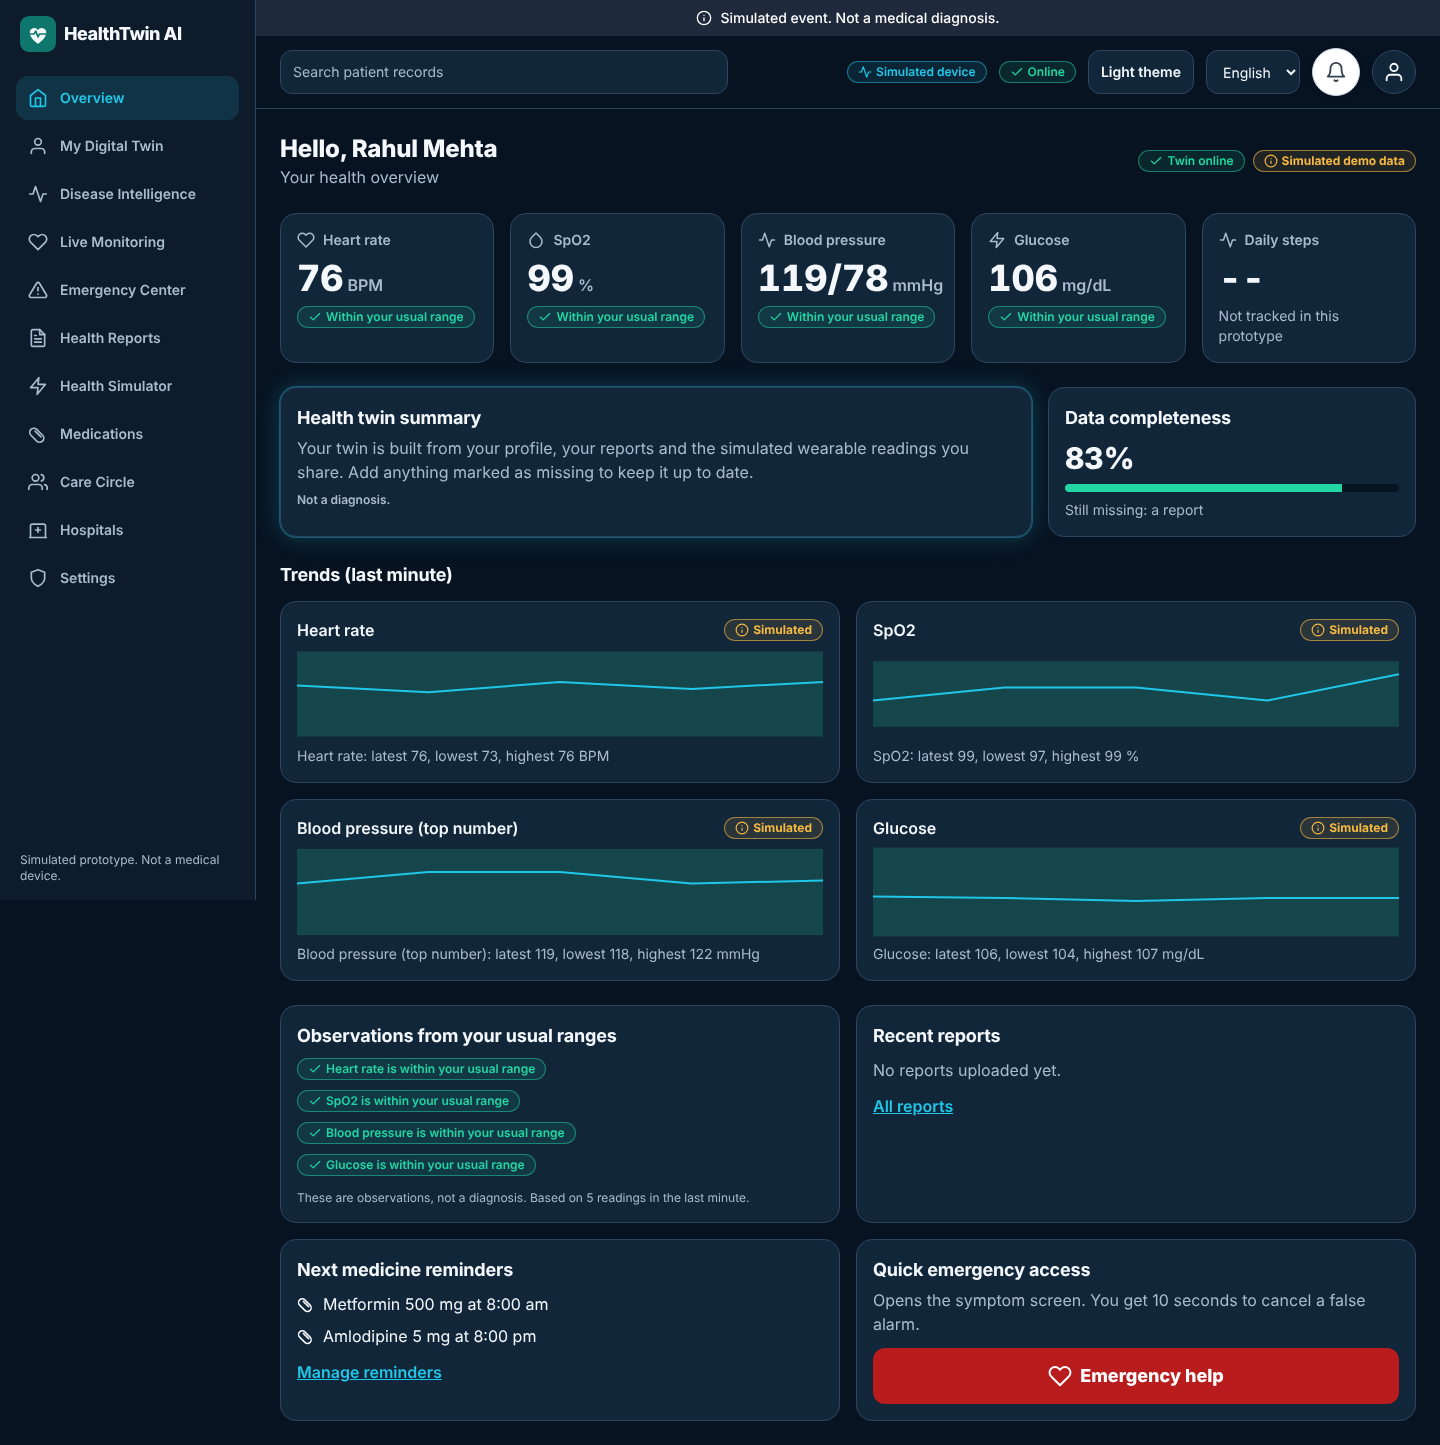 HealthTwin AI
Overview
My Digital Twin
Disease Intelligence
Live Monitoring
Emergency Center
Health Reports
Health Simulator
Medications
Care Circle
Hospitals
Settings
Simulated prototype. Not a medical
device.
Simulated event. Not a medical diagnosis.
Search patient records
Simulated device
Online
Light theme
English
Hello, Rahul Mehta
Your health overview
Twin online
Simulated demo data
Heart rate
76 BPM
Within your usual range
SpO2
99 %
Within your usual range
Blood pressure
119/78 mmHg
Within your usual range
Glucose
106 mg/dL
Within your usual range
Daily steps
--
Not tracked in this
prototype
Health twin summary
Your twin is built from your profile, your reports and the simulated wearable readings you
share. Add anything marked as missing to keep it up to date.
Not a diagnosis.
Data completeness
83%
Still missing: a report
Trends (last minute)
Heart rate
Simulated
Heart rate: latest 76, lowest 73, highest 76 BPM
SpO2
Simulated
SpO2: latest 99, lowest 97, highest 99 %
Blood pressure (top number)
Simulated
Blood pressure (top number): latest 119, lowest 118, highest 122 mmHg
Glucose
Simulated
Glucose: latest 106, lowest 104, highest 107 mg/dL
Observations from your usual ranges
Heart rate is within your usual range
SpO2 is within your usual range
Blood pressure is within your usual range
Glucose is within your usual range
These are observations, not a diagnosis. Based on 5 readings in the last minute.
Recent reports
No reports uploaded yet.
All reports
Next medicine reminders
Metformin 500 mg at 8:00 am
Amlodipine 5 mg at 8:00 pm
Manage reminders
Quick emergency access
Opens the symptom screen. You get 10 seconds to cancel a false
alarm.
Emergency help